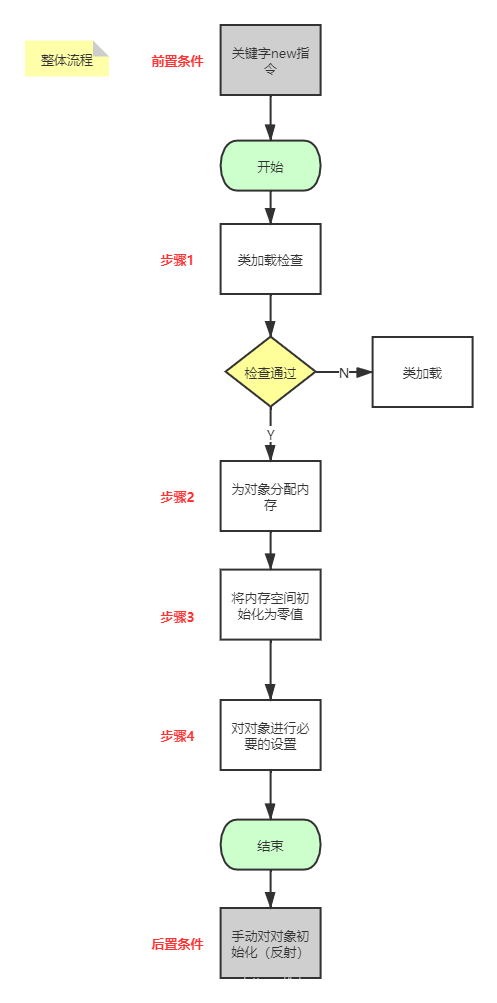 整体流程
前置条件
关键字new指
令
开始
步骤1
类加载检查
检查通过
N
类加载
Y
步骤2
为对象分配内
存
步骤3
将内存空间初
始化为零值
步骤4
对对象进行必
要的设置
结束
后置条件
手动对对象初
始化（反射）